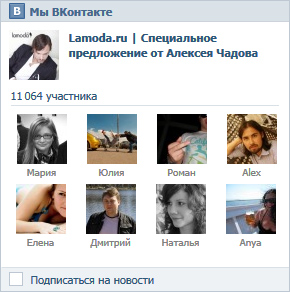 В Мы ВКонтакте
lamoda
Lamoda.ru | Специальное
предложение от Алексея Чадова
11 064 участника
Мария Юлия Роман Alex
Елена Дмитрий Наталья Anya
Подписаться на новости